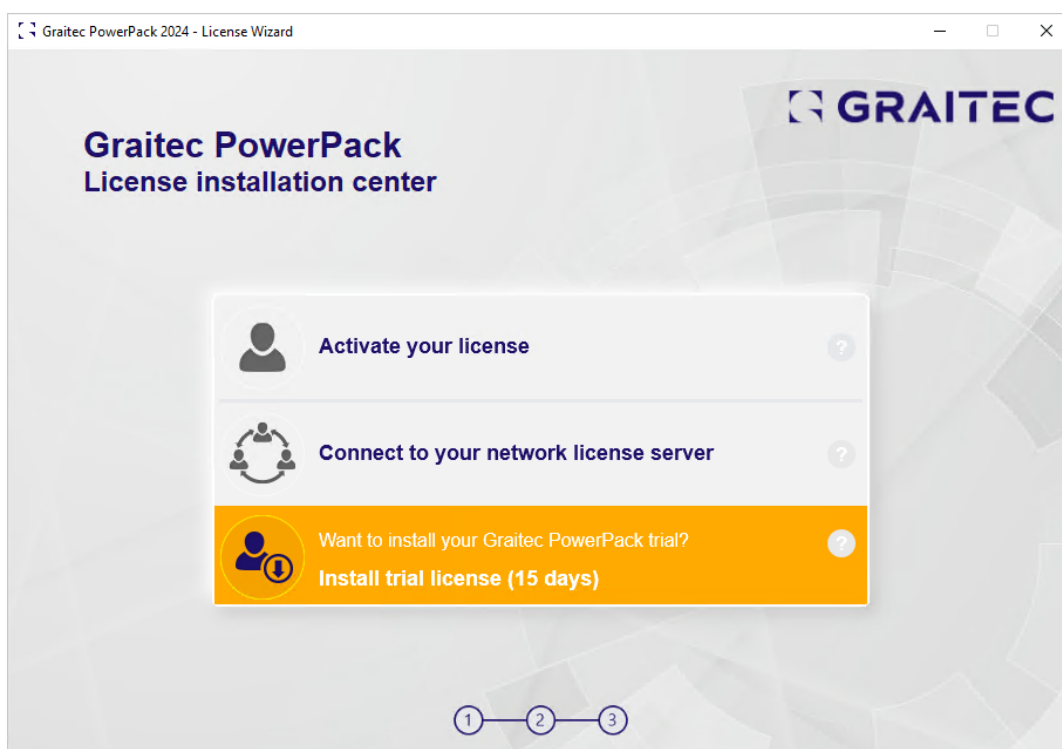 Graitec PowerPack 2024 - License Wizard
GRAITEC
Graitec PowerPack
License installation center
Activate your license
?
Connect to your network license server
?
Want to install your Graitec PowerPack trial?
?
Install trial license (15 days)
1 2 3